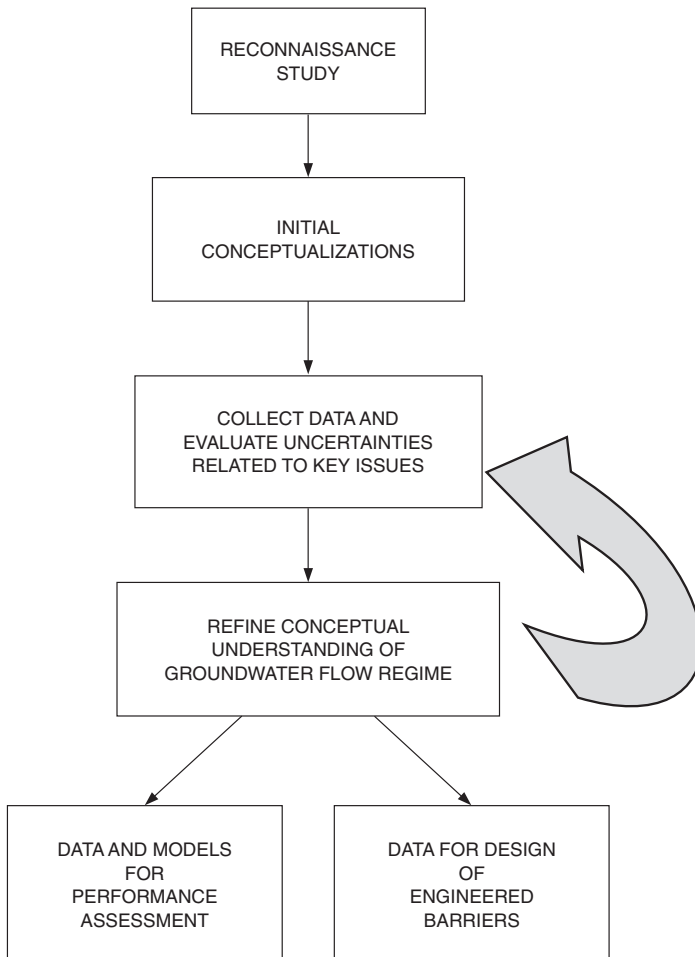 RECONNAISSANCE
STUDY
INITIAL
CONCEPTUALIZATIONS
COLLECT DATA AND
EVALUATE UNCERTAINTIES
RELATED TO KEY ISSUES
REFINE CONCEPTUAL
UNDERSTANDING OF
GROUNDWATER FLOW REGIME
DATA AND MODELS
FOR
PERFORMANCE
ASSESSMENT
DATA FOR DESIGN
OF
ENGINEERED
BARRIERS